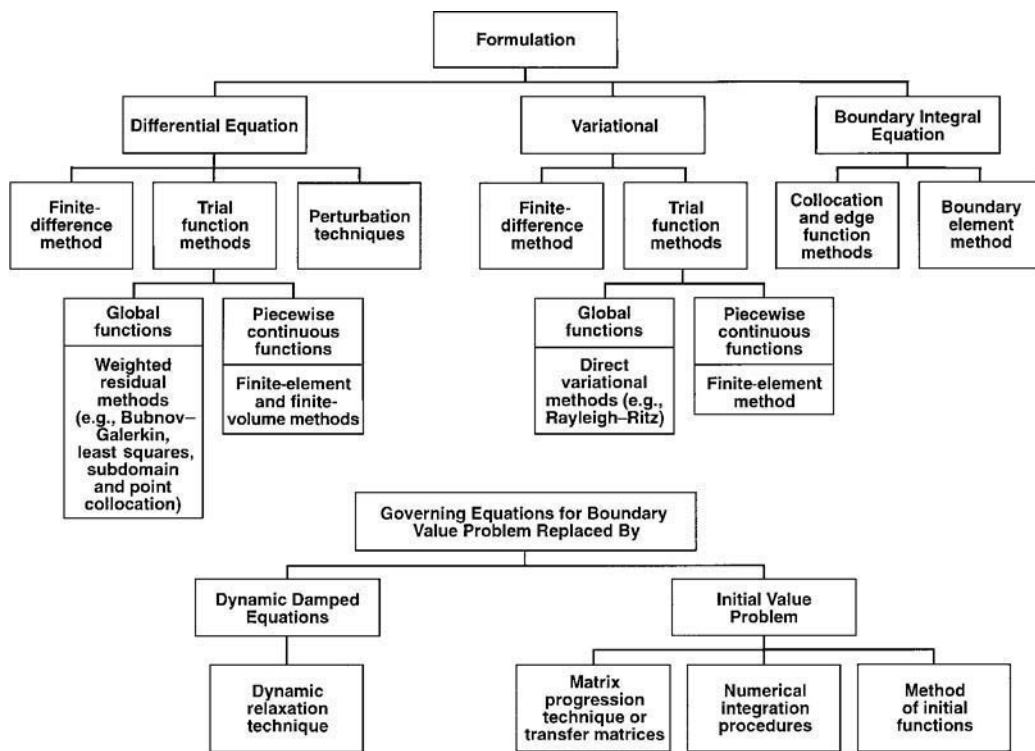 Formulation
Differential Equation
Variational
Boundary Integral
Equation
Finite-
difference
method
Trial
function
methods
Perturbation
techniques
Finite-
difference
method
Trial
function
methods
Collocation
and edge
function
methods
Boundary
element
method
Global
functions
Weighted
residual
methods
(e.g., Bubnov–
Galerkin,
least squares,
subdomain
and point
collocation)
Piecewise
continuous
functions
Finite-element
and finite-
volume methods
Global
functions
Direct
variational
methods (e.g.,
Rayleigh–Ritz)
Piecewise
continuous
functions
Finite-element
method
Governing Equations for Boundary
Value Problem Replaced By
Dynamic Damped
Equations
Initial Value
Problem
Dynamic
relaxation
technique
Matrix
progression
technique or
transfer matrices
Numerical
integration
procedures
Method
of initial
functions